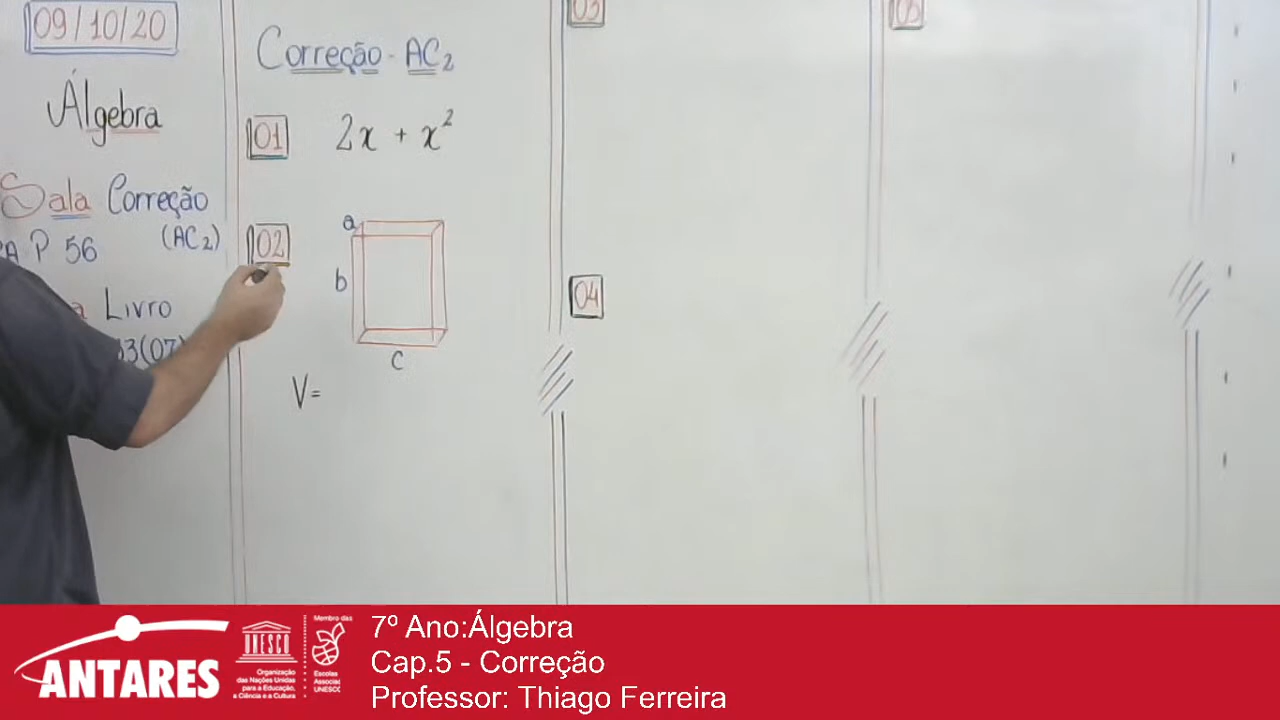 09/10/20
Álgebra
Sala Correção
P 56 (AC2)
Livro
3(07)
Correção - AC2
01 2x + x²
02
a
b
c
V =
03
04
05
7º Ano:Álgebra
Cap.5 - Correção
Professor: Thiago Ferreira
ANTARES
UNESCO
Organização
das Nações Unidas
para a Educação,
a Ciência e a Cultura
Membro das
Escolas
UNESCO